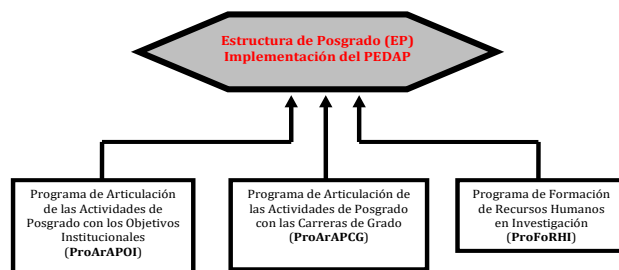 Estructura de Posgrado (EP)
Implementación del PEDAP
Programa de Articulación
de las Actividades de
Posgrado con los Objetivos
Institucionales
(ProArAPOI)
Programa de Articulación de
las Actividades de Posgrado
con las Carreras de Grado
(ProArAPCG)
Programa de Formación
de Recursos Humanos
en Investigación
(ProFoRHI)